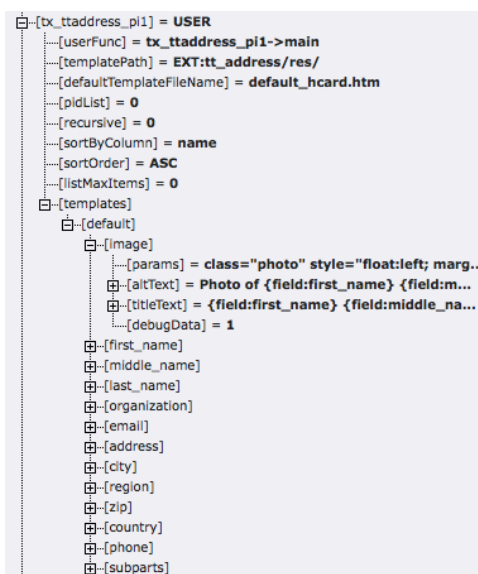 [tx_ttaddress_pi1] = USER
[userFunc] = tx_ttaddress_pi1->main
[templatePath] = EXT:tt_address/res/
[defaultTemplateFileName] = default_hcard.htm
[pidList] = 0
[recursive] = 0
[sortByColumn] = name
[sortOrder] = ASC
[listMaxItems] = 0
[templates]
[default]
[image]
[params] = class="photo" style="float:left; marg..
[altText] = Photo of {field:first_name} {field:m...
[titleText] = {field:first_name} {field:middle_na...
[debugData] = 1
[first_name]
[middle_name]
[last_name]
[organization]
[email]
[address]
[city]
[region]
[zip]
[country]
[phone]
[subparts]